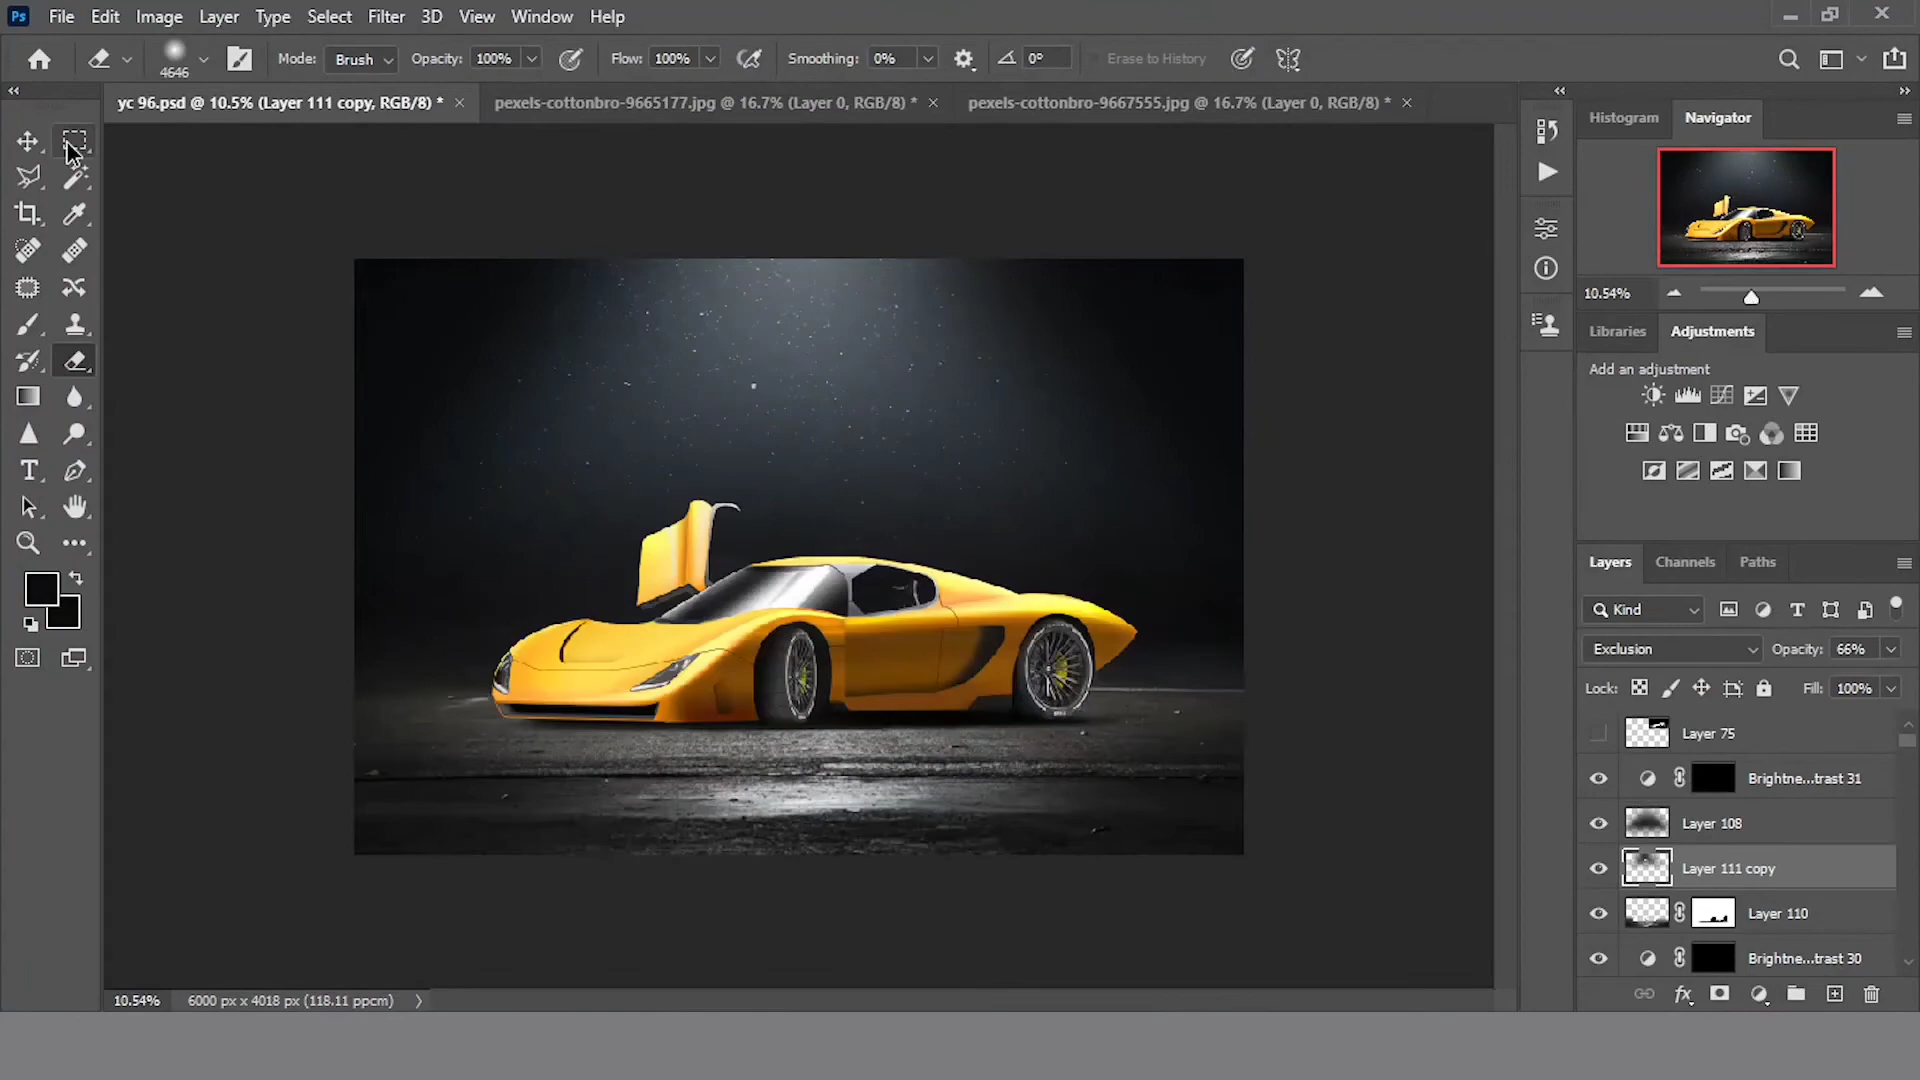 Ps File Edit Image Layer Type Select Filter 3D View Window Help
4646 Mode: Brush Opacity: 100% Flow: 100% Smoothing: 0% 0° Erase to History
yc 96.psd @ 10.5% (Layer 111 copy, RGB/8) * pexels-cottonbro-9665177.jpg @ 16.7% (Layer 0, RGB/8) * pexels-cottonbro-9667555.jpg @ 16.7% (Layer 0, RGB/8) *
Histogram Navigator
10.54%
Libraries Adjustments
Add an adjustment
Layers Channels Paths
Kind
Exclusion Opacity: 66%
Lock: Fill: 100%
Layer 75
Brightne...trast 31
Layer 108
Layer 111 copy
Layer 110
Brightne...trast 30
10.54% 6000 px x 4018 px (118.11 ppcm)